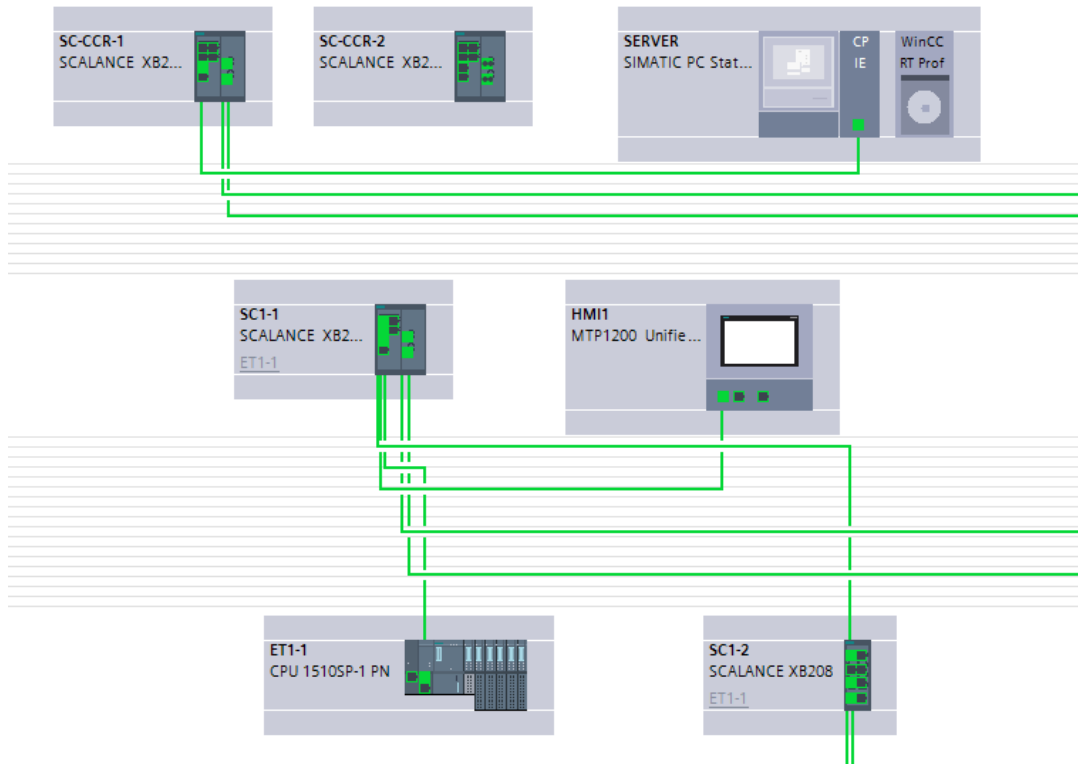 SC-CCR-1
SCALANCE XB2...
SC-CCR-2
SCALANCE XB2...
SERVER
SIMATIC PC Stat...
CP
IE
WinCC
RT Prof
SC1-1
SCALANCE XB2...
ET1-1
HMI1
MTP1200 Unifie...
ET1-1
CPU 1510SP-1 PN
SC1-2
SCALANCE XB208
ET1-1